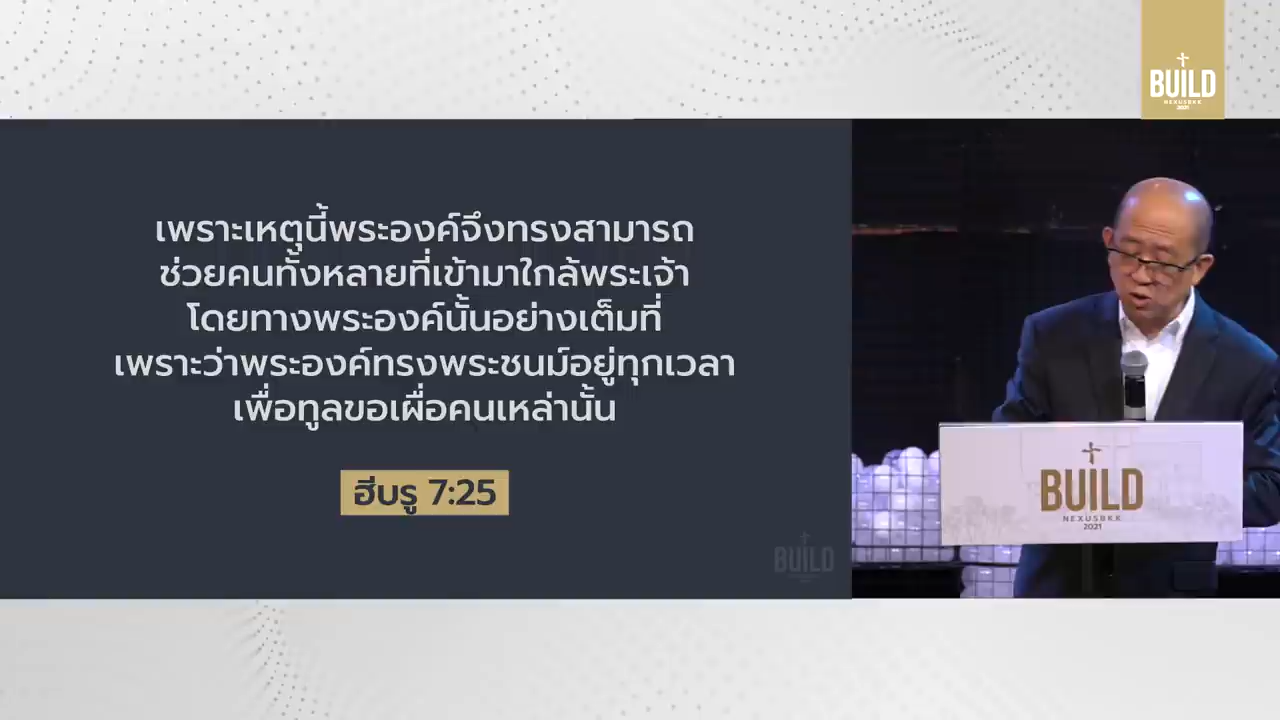 BUILD
NEXUSBKK
2021
เพราะเหตุนี้พระองค์จึงทรงสามารถ
ช่วยคนทั้งหลายที่เข้ามาใกล้พระเจ้า
โดยทางพระองค์นั้นอย่างเต็มที่
เพราะว่าพระองค์ทรงพระชนม์อยู่ทุกเวลา
เพื่อทูลขอเผื่อคนเหล่านั้น
ฮีบรู 7:25
BUILD
BUILD
NEXUSBKK
2021